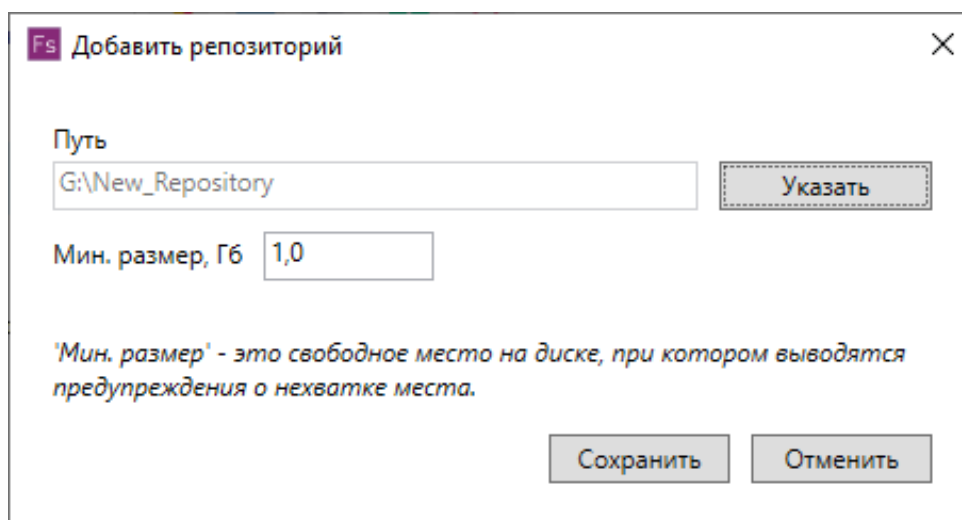 Fs Добавить репозиторий
Путь
G:\New_Repository
Указать
Мин. размер, Гб 1,0
'Мин. размер' - это свободное место на диске, при котором выводятся
предупреждения о нехватке места.
Сохранить Отменить